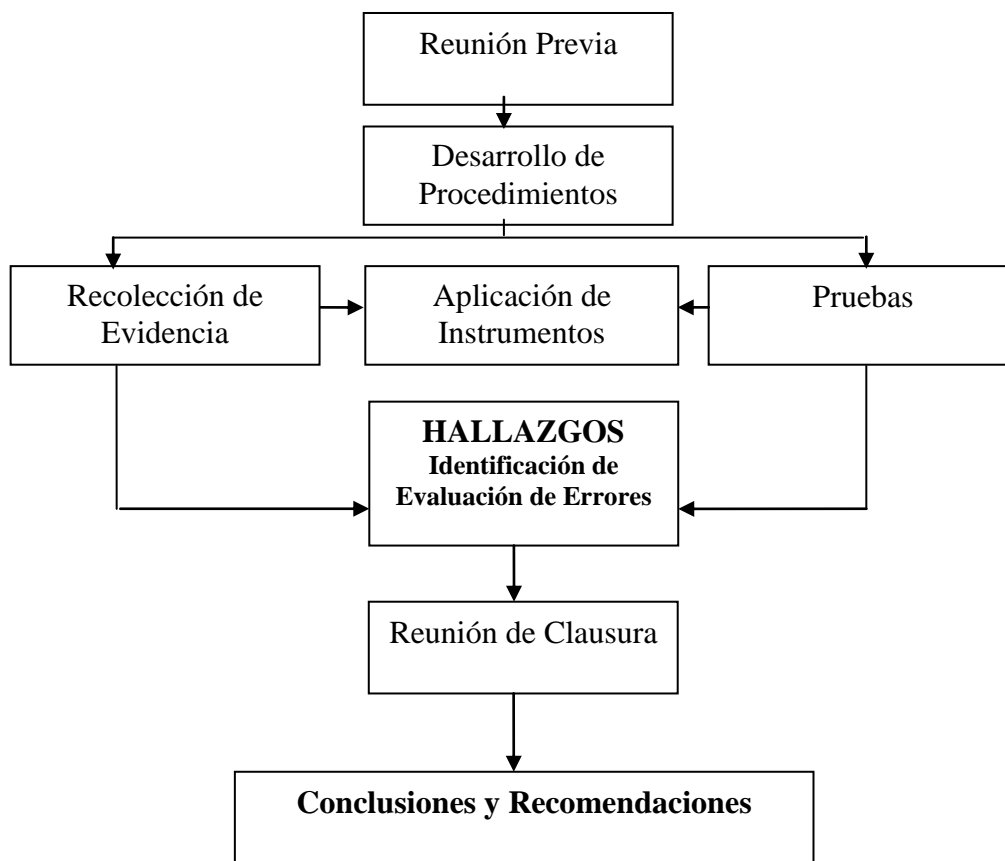 Reunión Previa
Desarrollo de
Procedimientos
Recolección de
Evidencia
Aplicación de
Instrumentos
Pruebas
HALLAZGOS
Identificación de
Evaluación de Errores
Reunión de Clausura
Conclusiones y Recomendaciones